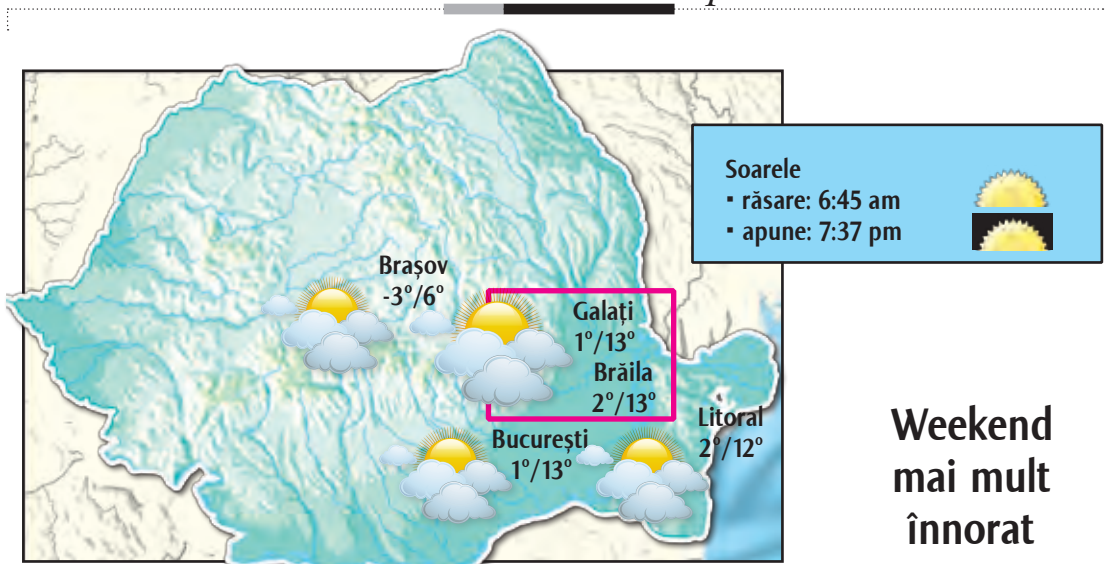 Soarele
▪ răsare: 6:45 am
▪ apune: 7:37 pm
Brașov
-3°/6°
Galați
1°/13°
Brăila
2°/13°
Litoral
2°/12°
București
1°/13°
Weekend
mai mult
înnorat